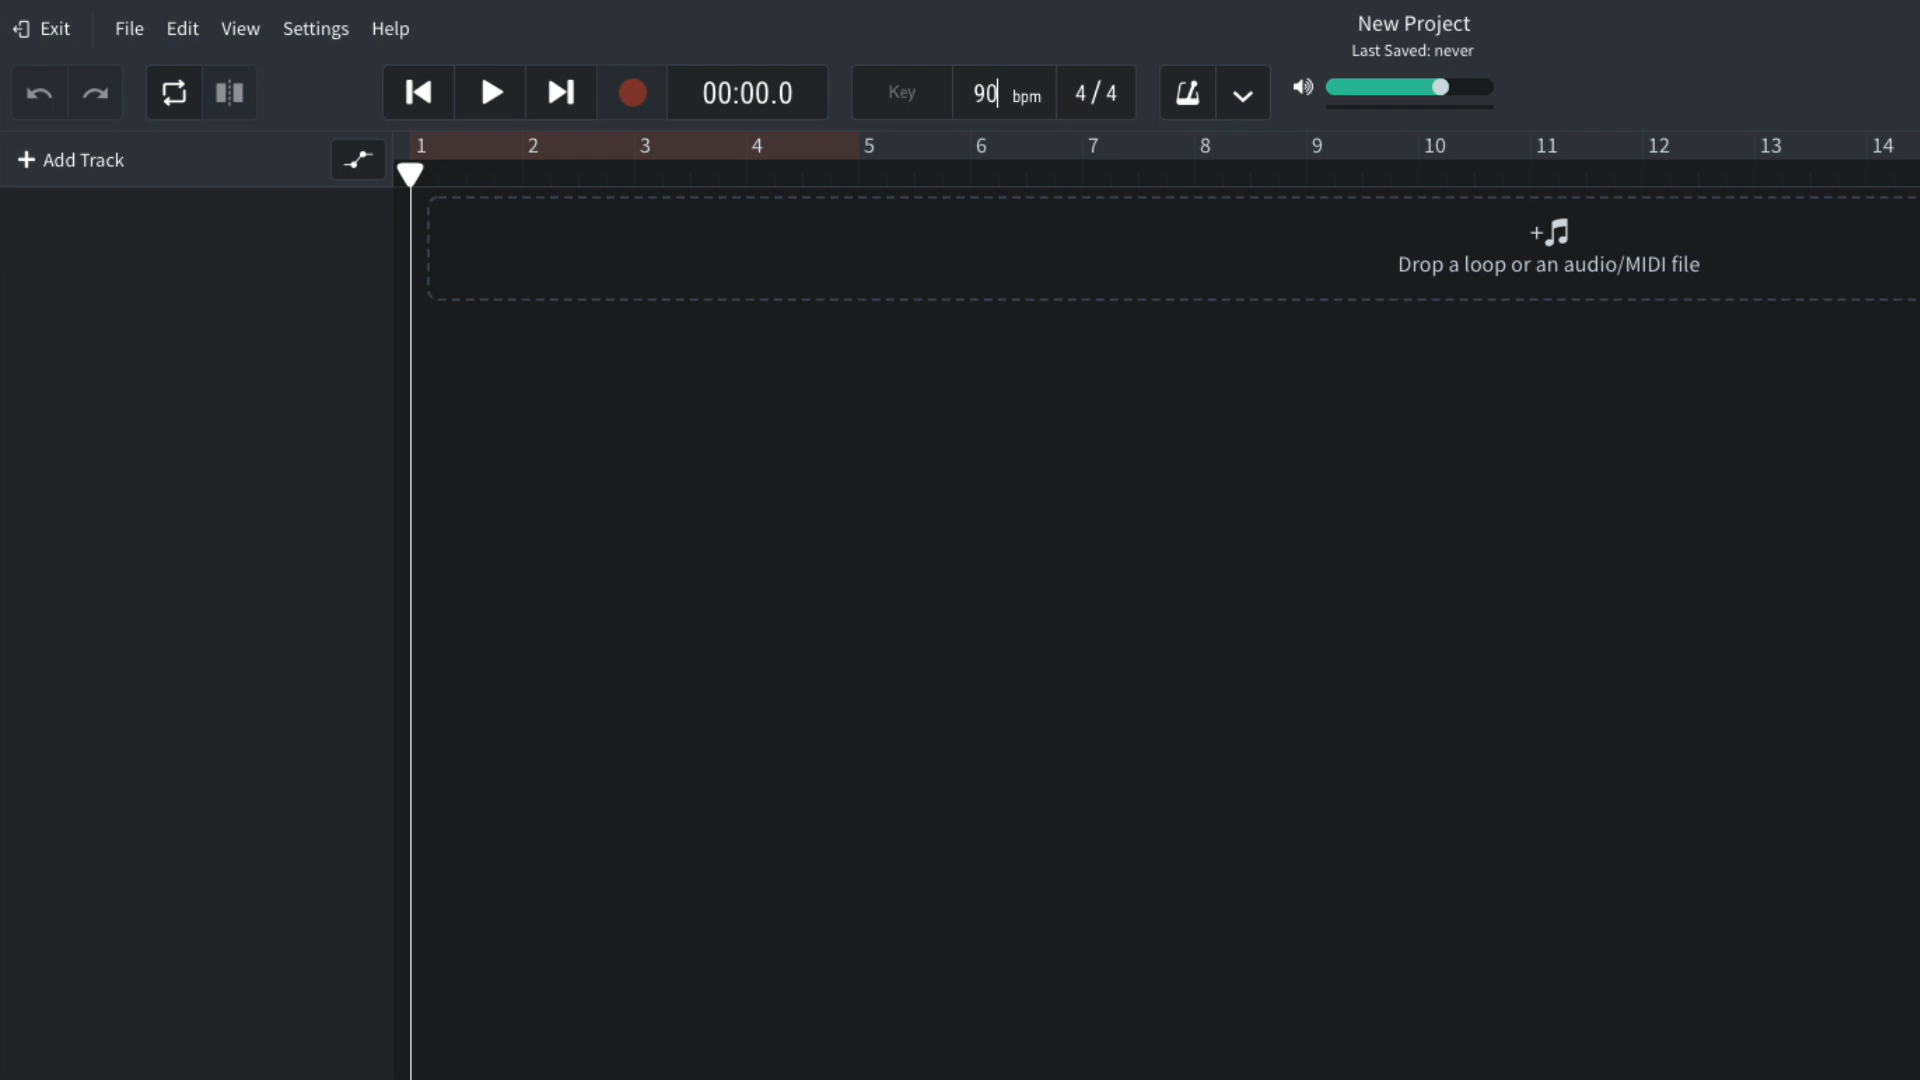 Exit File Edit View Settings Help
New Project
Last Saved: never
00:00.0 Key 90 bpm 4 / 4
+ Add Track
1 2 3 4 5 6 7 8 9 10 11 12 13 14
Drop a loop or an audio/MIDI file